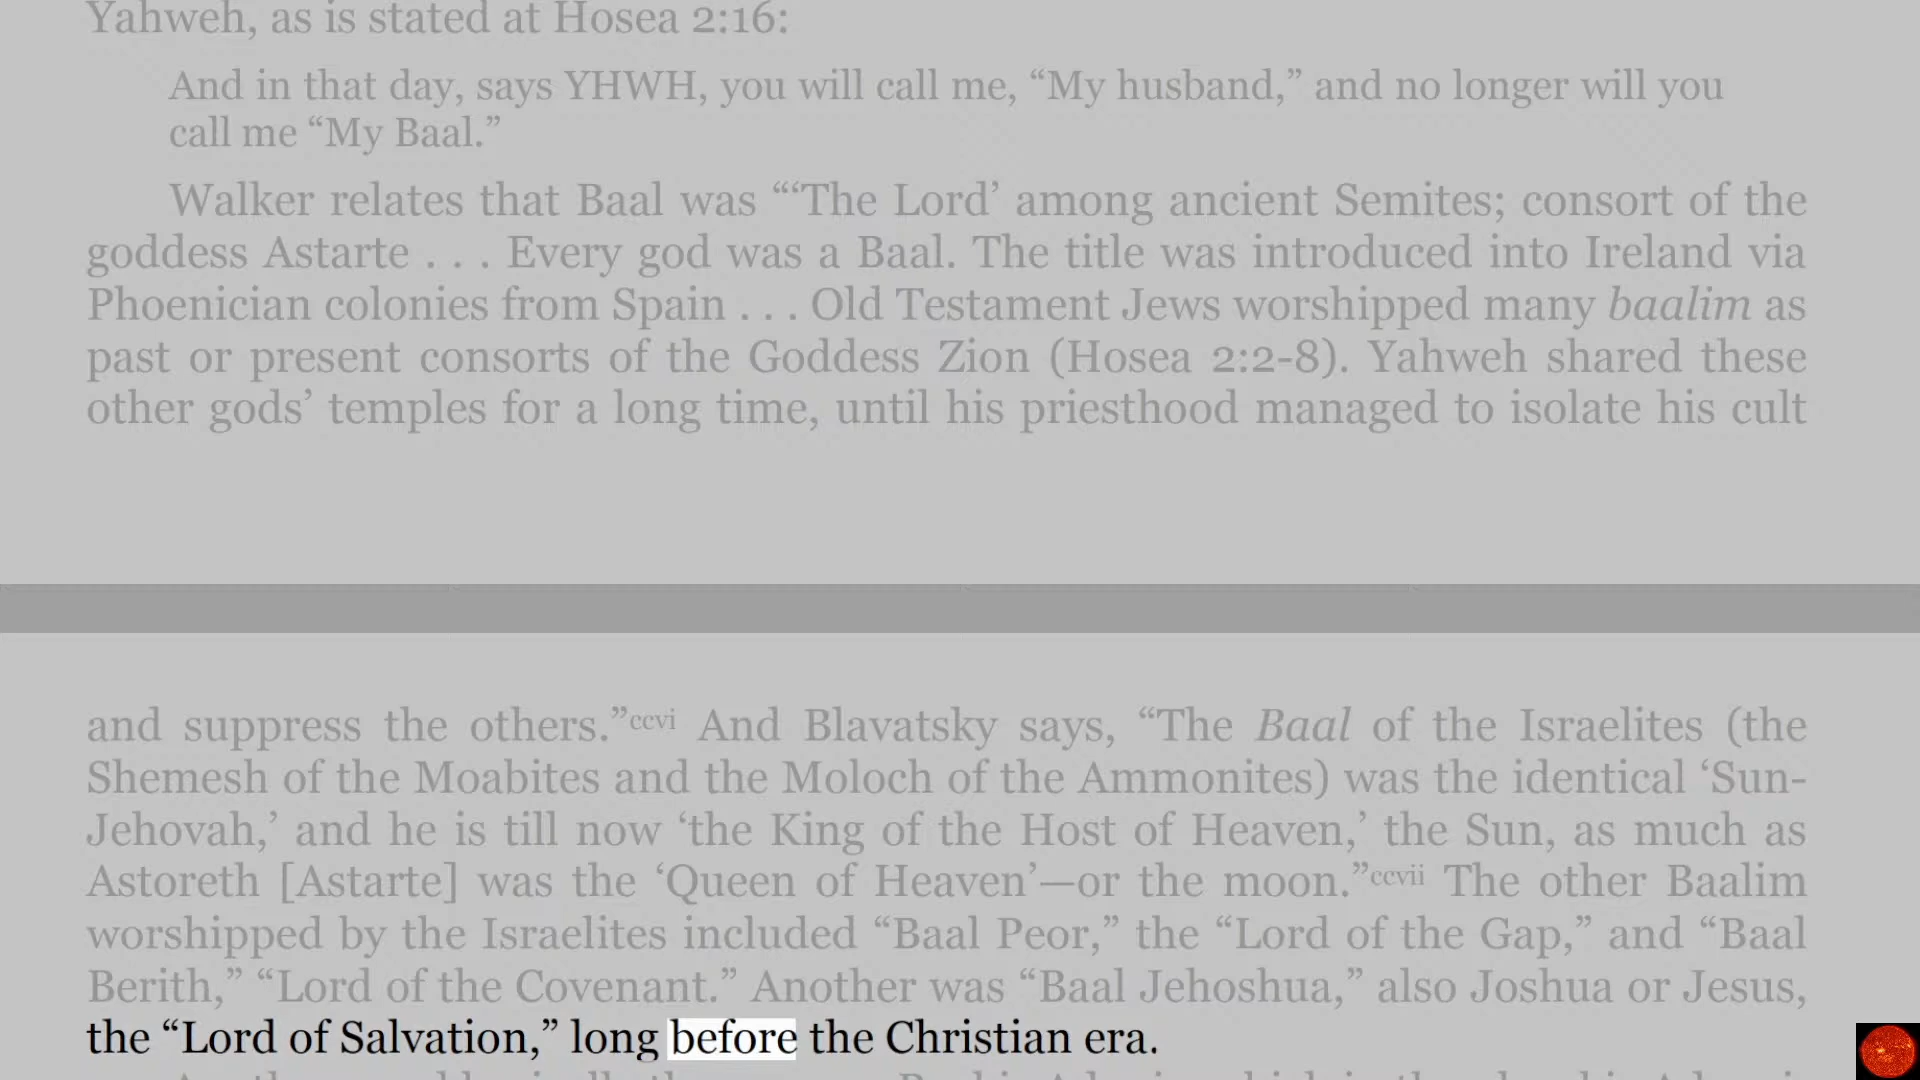 Yahweh, as is stated at Hosea 2:16:
And in that day, says YHWH, you will call me, “My husband,” and no longer will you
call me “My Baal.”
Walker relates that Baal was “‘The Lord’ among ancient Semites; consort of the
goddess Astarte . . . Every god was a Baal. The title was introduced into Ireland via
Phoenician colonies from Spain . . . Old Testament Jews worshipped many baalim as
past or present consorts of the Goddess Zion (Hosea 2:2-8). Yahweh shared these
other gods’ temples for a long time, until his priesthood managed to isolate his cult
and suppress the others.”ccvi And Blavatsky says, “The Baal of the Israelites (the
Shemesh of the Moabites and the Moloch of the Ammonites) was the identical ‘Sun-
Jehovah,’ and he is till now ‘the King of the Host of Heaven,’ the Sun, as much as
Astoreth [Astarte] was the ‘Queen of Heaven’—or the moon.”ccvii The other Baalim
worshipped by the Israelites included “Baal Peor,” the “Lord of the Gap,” and “Baal
Berith,” “Lord of the Covenant.” Another was “Baal Jehoshua,” also Joshua or Jesus,
the “Lord of Salvation,” long before the Christian era.